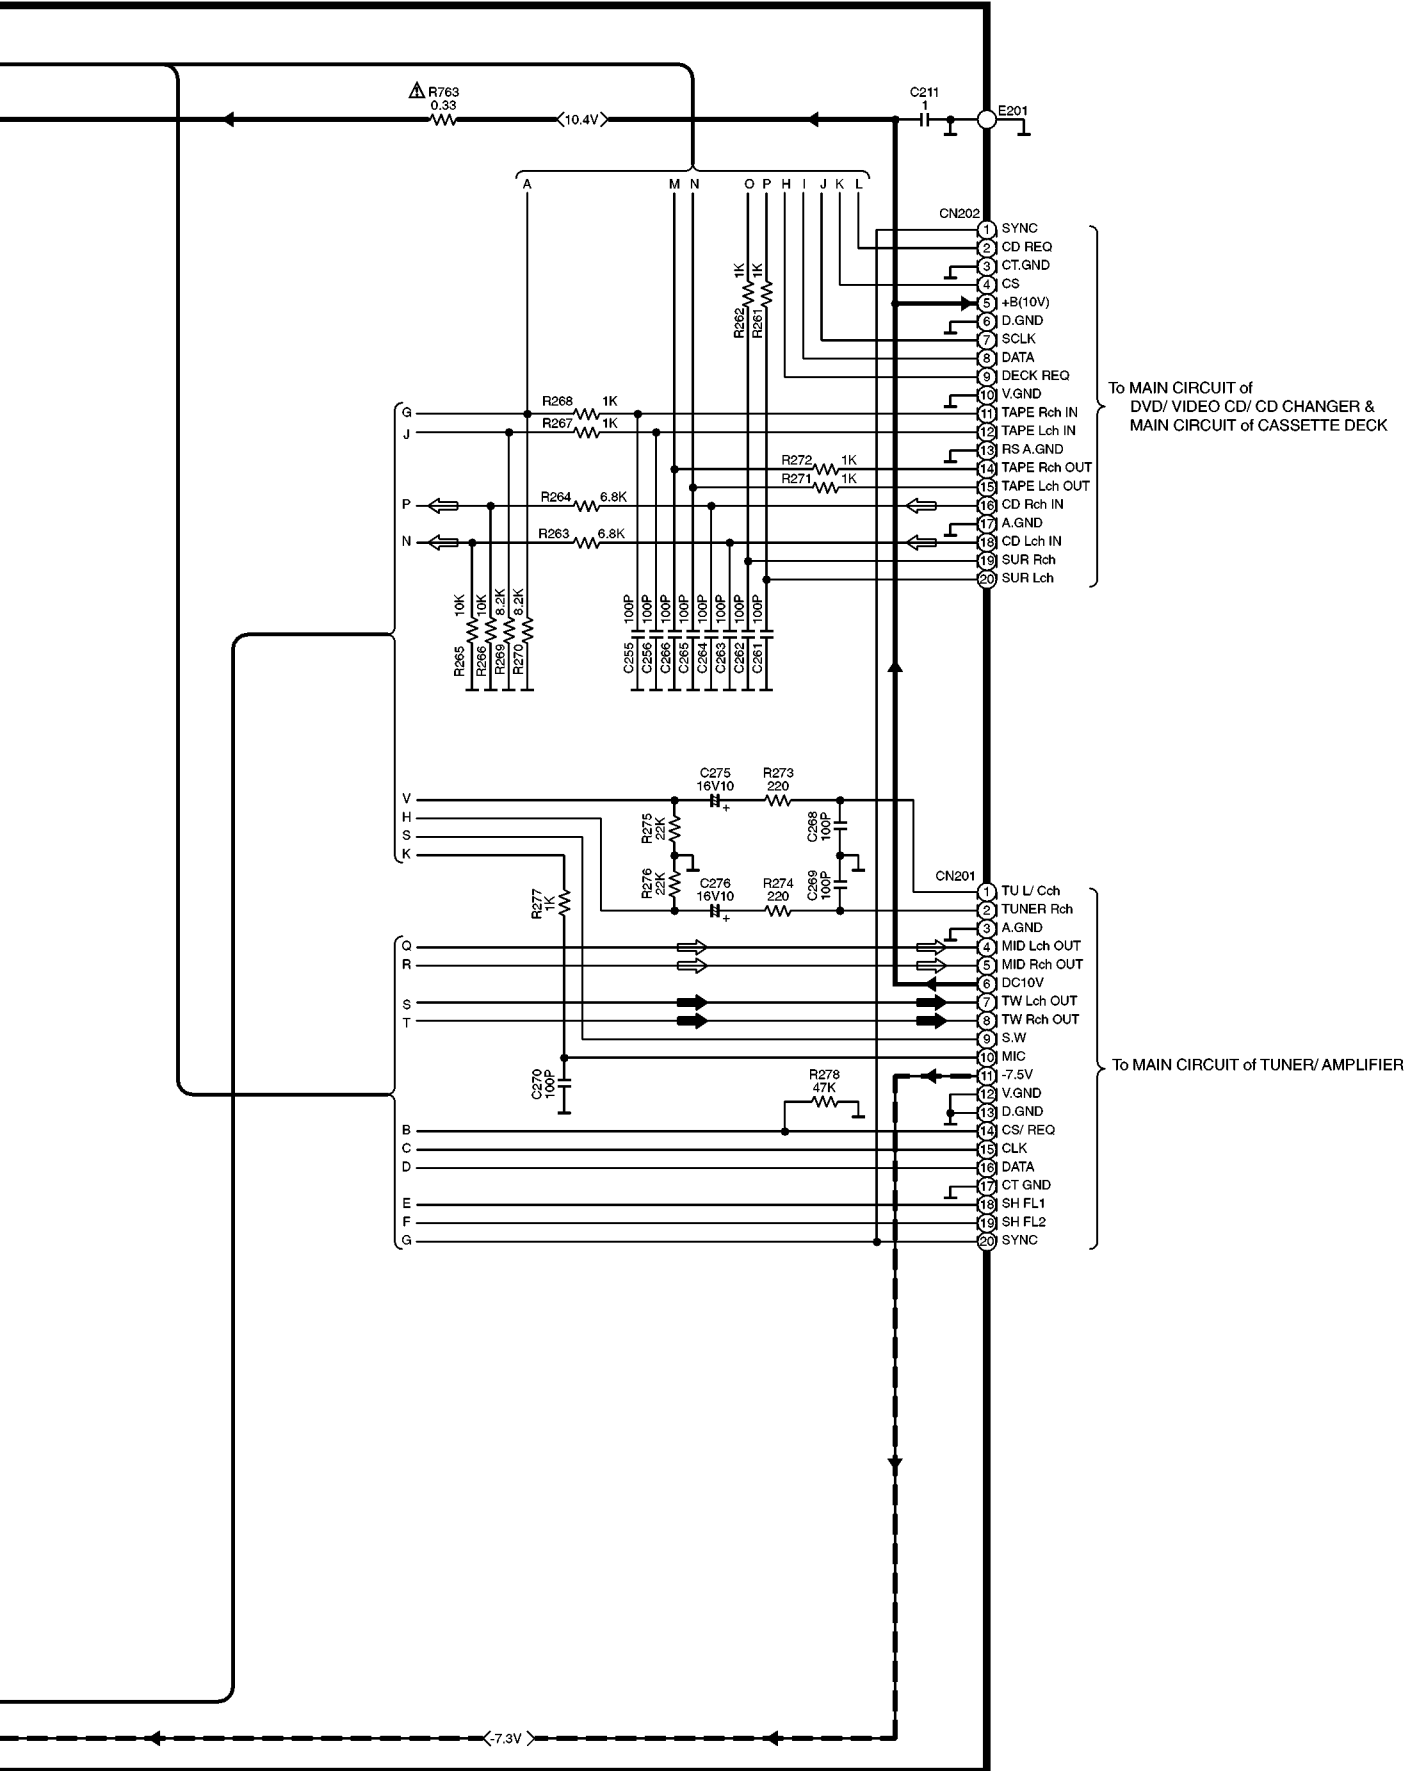 R763
0.33
10.4V
C211
1
E201
A
M N
O P H I J K L
CN202
1 SYNC
2 CD REQ
3 CT.GND
4 CS
5 +B(10V)
6 D.GND
7 SCLK
8 DATA
9 DECK REQ
10 V.GND
11 TAPE Rch IN
12 TAPE Lch IN
13 RS A.GND
14 TAPE Rch OUT
15 TAPE Lch OUT
16 CD Rch IN
17 A.GND
18 CD Lch IN
19 SUR Rch
20 SUR Lch
To MAIN CIRCUIT of
DVD/ VIDEO CD/ CD CHANGER &
MAIN CIRCUIT of CASSETTE DECK
R262 1K
R261 1K
G
R268 1K
J
R267 1K
R272 1K
R271 1K
P
R264 6.8K
N
R263 6.8K
R265 10K
R266 10K
R269 8.2K
R270 8.2K
C255 100P
C256 100P
C266 100P
C265 100P
C264 100P
C263 100P
C262 100P
C261 100P
V
H
S
K
C275
16V10
+
R273
220
R275
22K
C268
100P
R276
22K
C269
100P
C276
16V10
+
R274
220
R277
1K
CN201
1 TU L/ Cch
2 TUNER Rch
3 A.GND
4 MID Lch OUT
5 MID Rch OUT
6 DC10V
7 TW Lch OUT
8 TW Rch OUT
9 S.W
10 MIC
11 -7.5V
12 V.GND
13 D.GND
14 CS/ REQ
15 CLK
16 DATA
17 CT GND
18 SH FL1
19 SH FL2
20 SYNC
To MAIN CIRCUIT of TUNER/ AMPLIFIER
Q
R
S
T
C270
100P
R278
47K
B
C
D
E
F
G
-7.3V